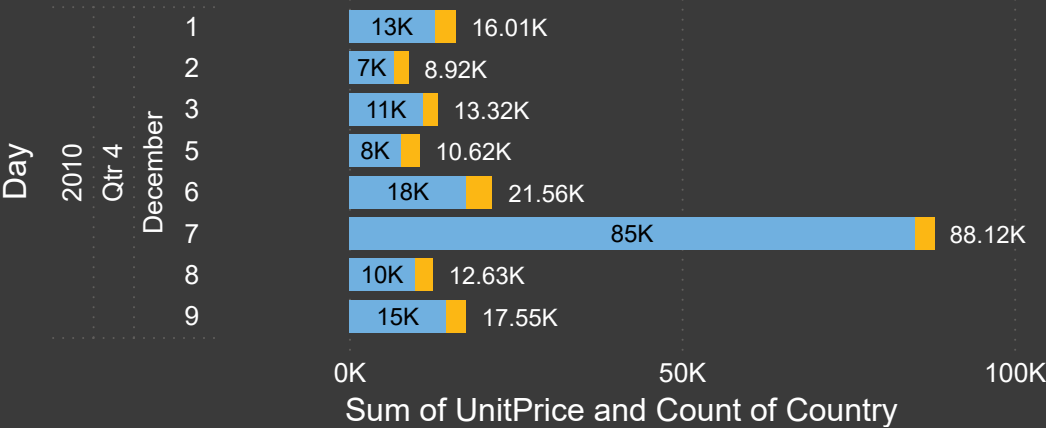 1 13K 16.01K
2 7K 8.92K
3 11K 13.32K
5 8K 10.62K
6 18K 21.56K
7 85K 88.12K
8 10K 12.63K
9 15K 17.55K
Day
2010
Qtr 4
December
0K 50K 100K
Sum of UnitPrice and Count of Country